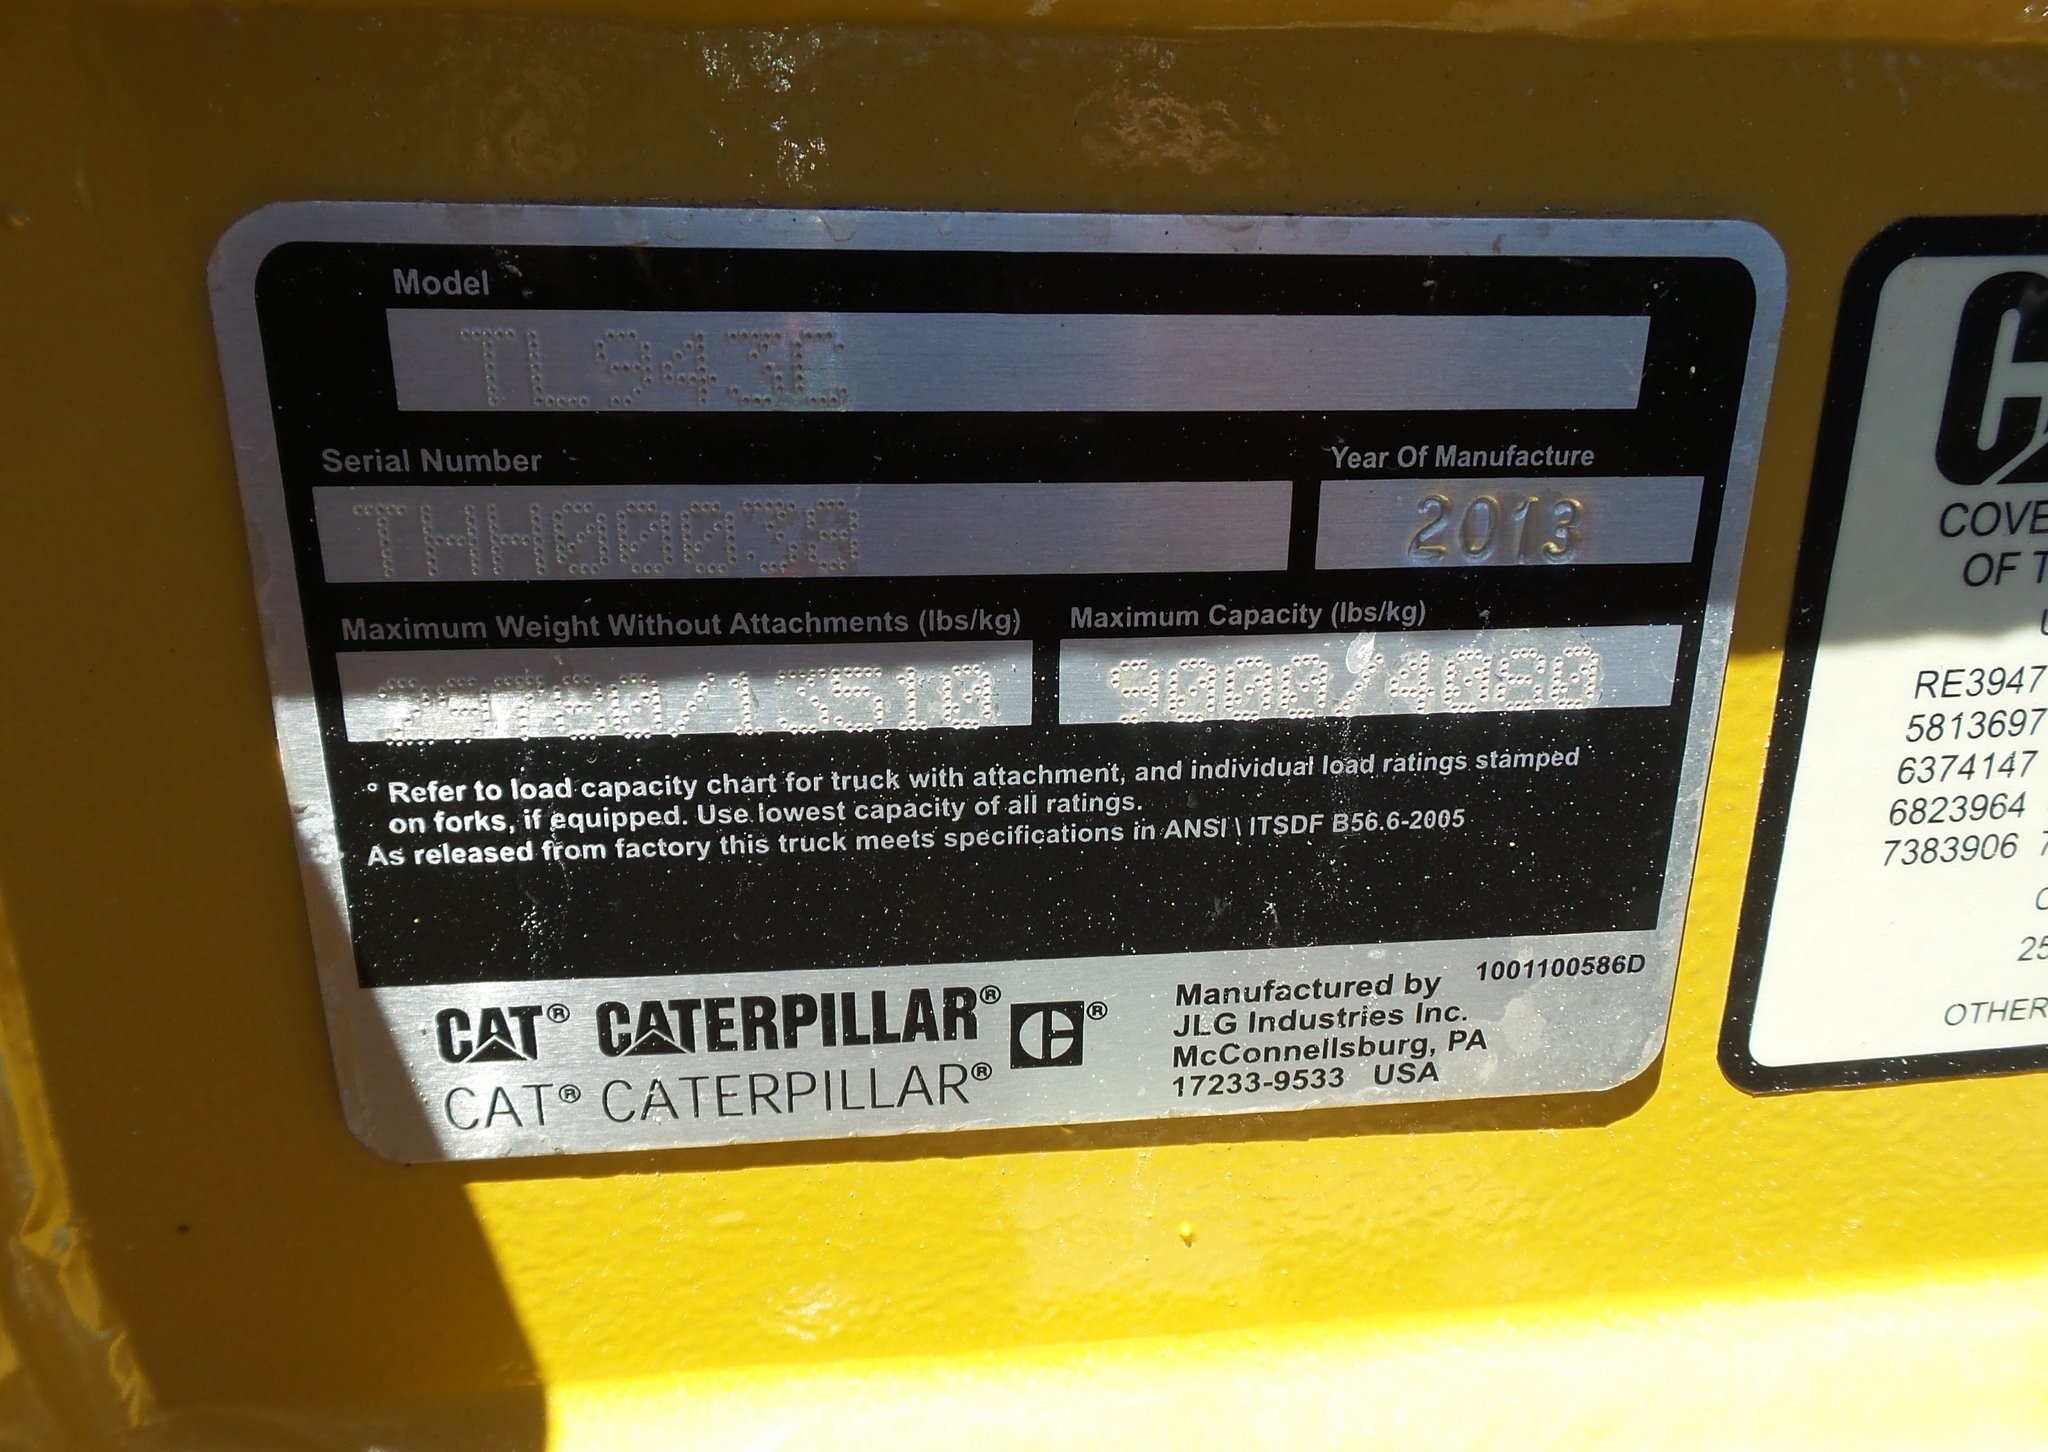 Model
TL943C
Serial Number
Year Of Manufacture
THH00038
2013
Maximum Weight Without Attachments (lbs/kg)
Maximum Capacity (lbs/kg)
29780/13510
9000/4080
° Refer to load capacity chart for truck with attachment, and individual load ratings stamped
on forks, if equipped. Use lowest capacity of all ratings.
As released from factory this truck meets specifications in ANSI \ ITSDF B56.6-2005
CAT® CATERPILLAR® C®
CAT® CATERPILLAR®
Manufactured by
1001100586D
JLG Industries Inc.
McConnellsburg, PA
17233-9533 USA
COVE
OF T
RE3947
5813697
6374147
6823964
7383906 7
25
OTHER